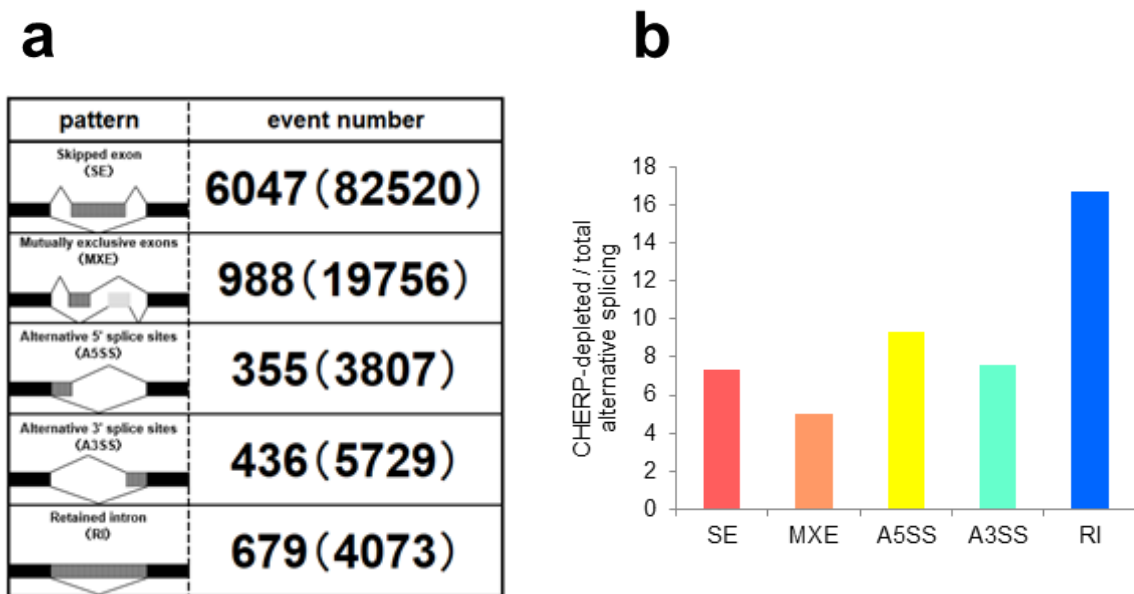 a
pattern event number
Skipped exon
(SE)
6047(82520)
Mutually exclusive exons
(MXE)
988(19756)
Alternative 5' splice sites
(A5SS)
355(3807)
Alternative 3' splice sites
(A3SS)
436(5729)
Retained intron
(RI)
679(4073)
b
CHERP-depleted / total
alternative splicing
18
16
14
12
10
8
6
4
2
0
SE MXE A5SS A3SS RI